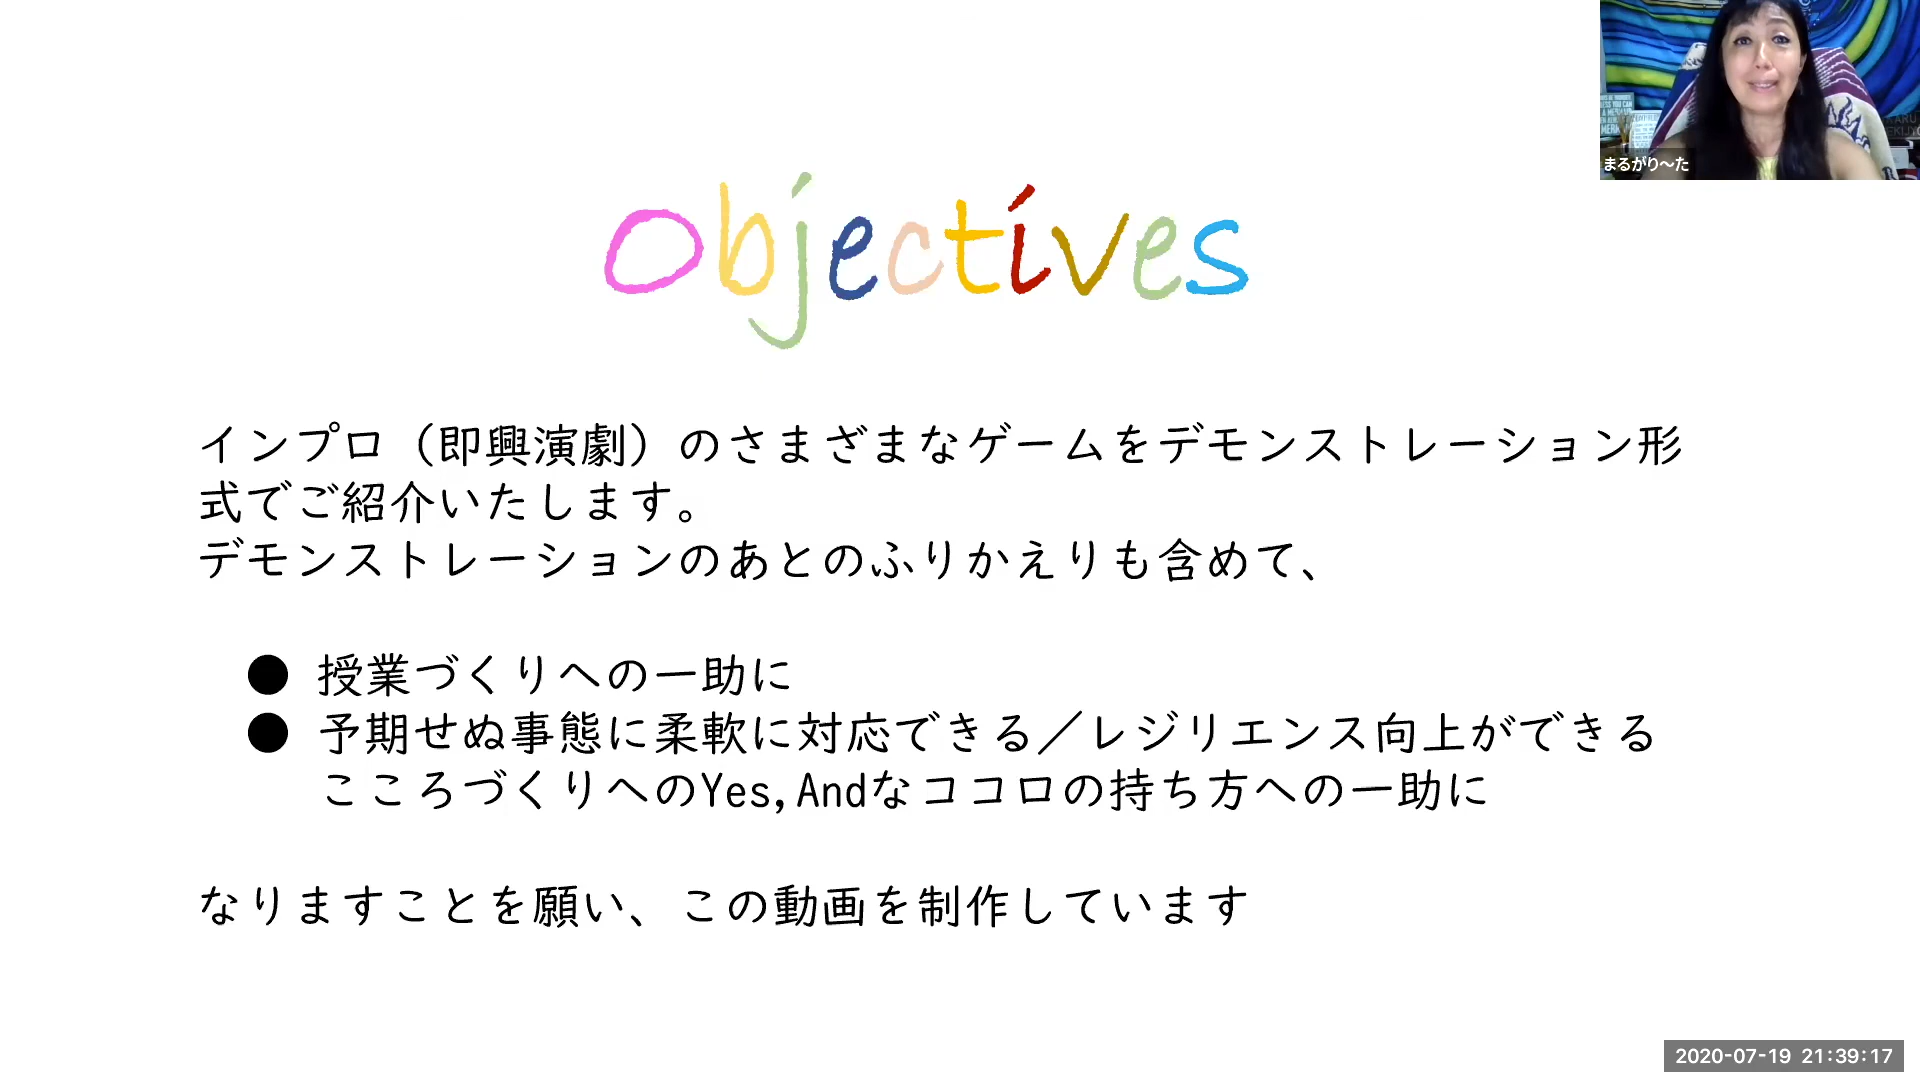 まるがり〜た
Objectives
インプロ（即興演劇）のさまざまなゲームをデモンストレーション形
式でご紹介いたします。
デモンストレーションのあとのふりかえりも含めて、
● 授業づくりへの一助に
● 予期せぬ事態に柔軟に対応できる／レジリエンス向上ができる
こころづくりへのYes,Andなココロの持ち方への一助に
なりますことを願い、この動画を制作しています
2020-07-19 21:39:17